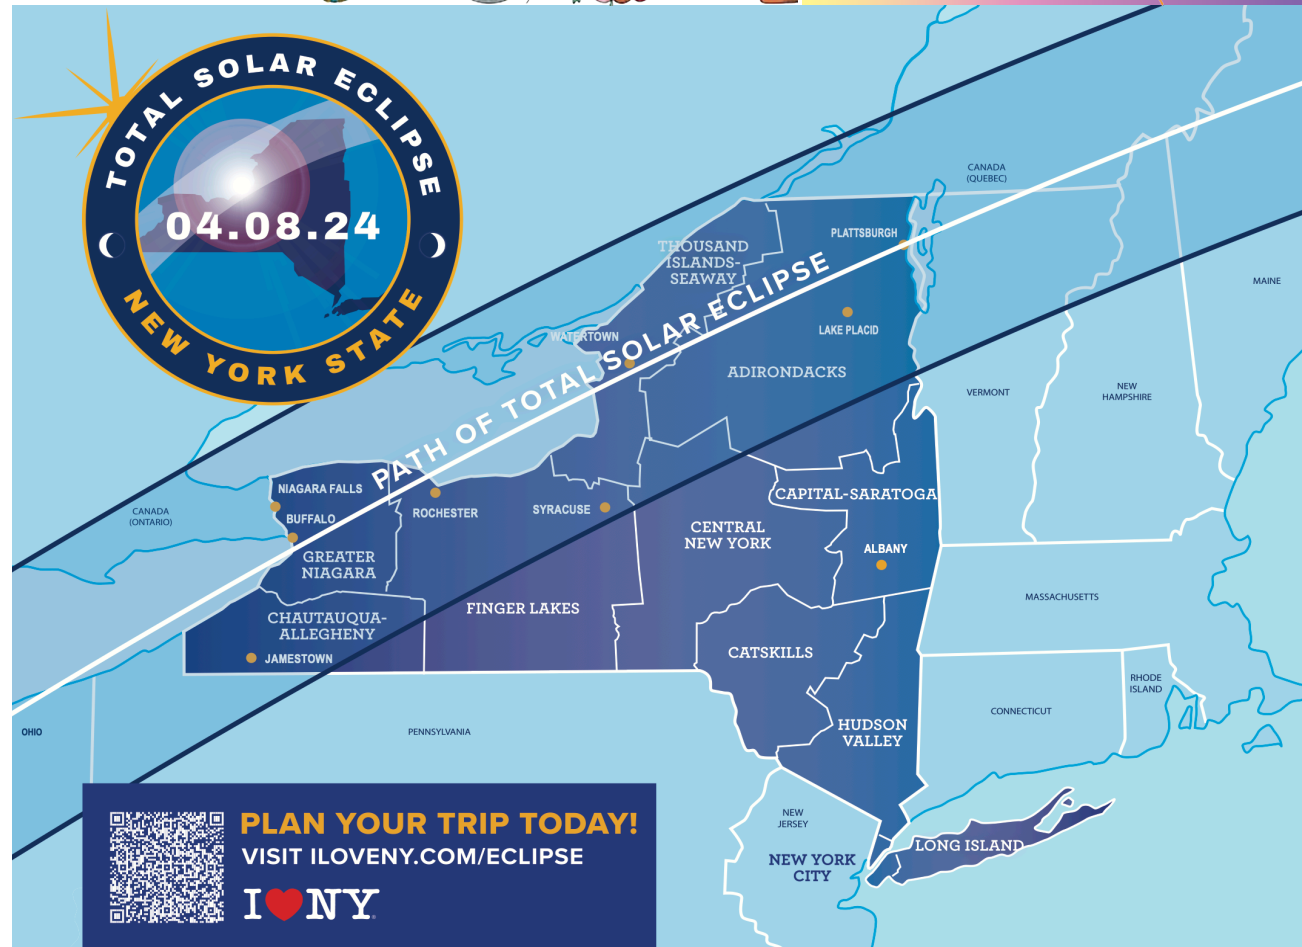 TOTAL SOLAR ECLIPSE
04.08.24
NEW YORK STATE
CANADA
(QUEBEC)
PLATTSBURGH
THOUSAND
ISLANDS-
SEAWAY
MAINE
LAKE PLACID
WATERTOWN
PATH OF TOTAL SOLAR ECLIPSE
ADIRONDACKS
VERMONT
NEW
HAMPSHIRE
NIAGARA FALLS
CAPITAL-SARATOGA
CANADA
(ONTARIO)
BUFFALO
ROCHESTER
SYRACUSE
CENTRAL
NEW YORK
ALBANY
GREATER
NIAGARA
MASSACHUSETTS
FINGER LAKES
CHAUTAUQUA-
ALLEGHENY
JAMESTOWN
CATSKILLS
RHODE
ISLAND
CONNECTICUT
OHIO
PENNSYLVANIA
HUDSON
VALLEY
NEW
JERSEY
LONG ISLAND
NEW YORK
CITY
PLAN YOUR TRIP TODAY!
VISIT ILOVENY.COM/ECLIPSE
I❤NY